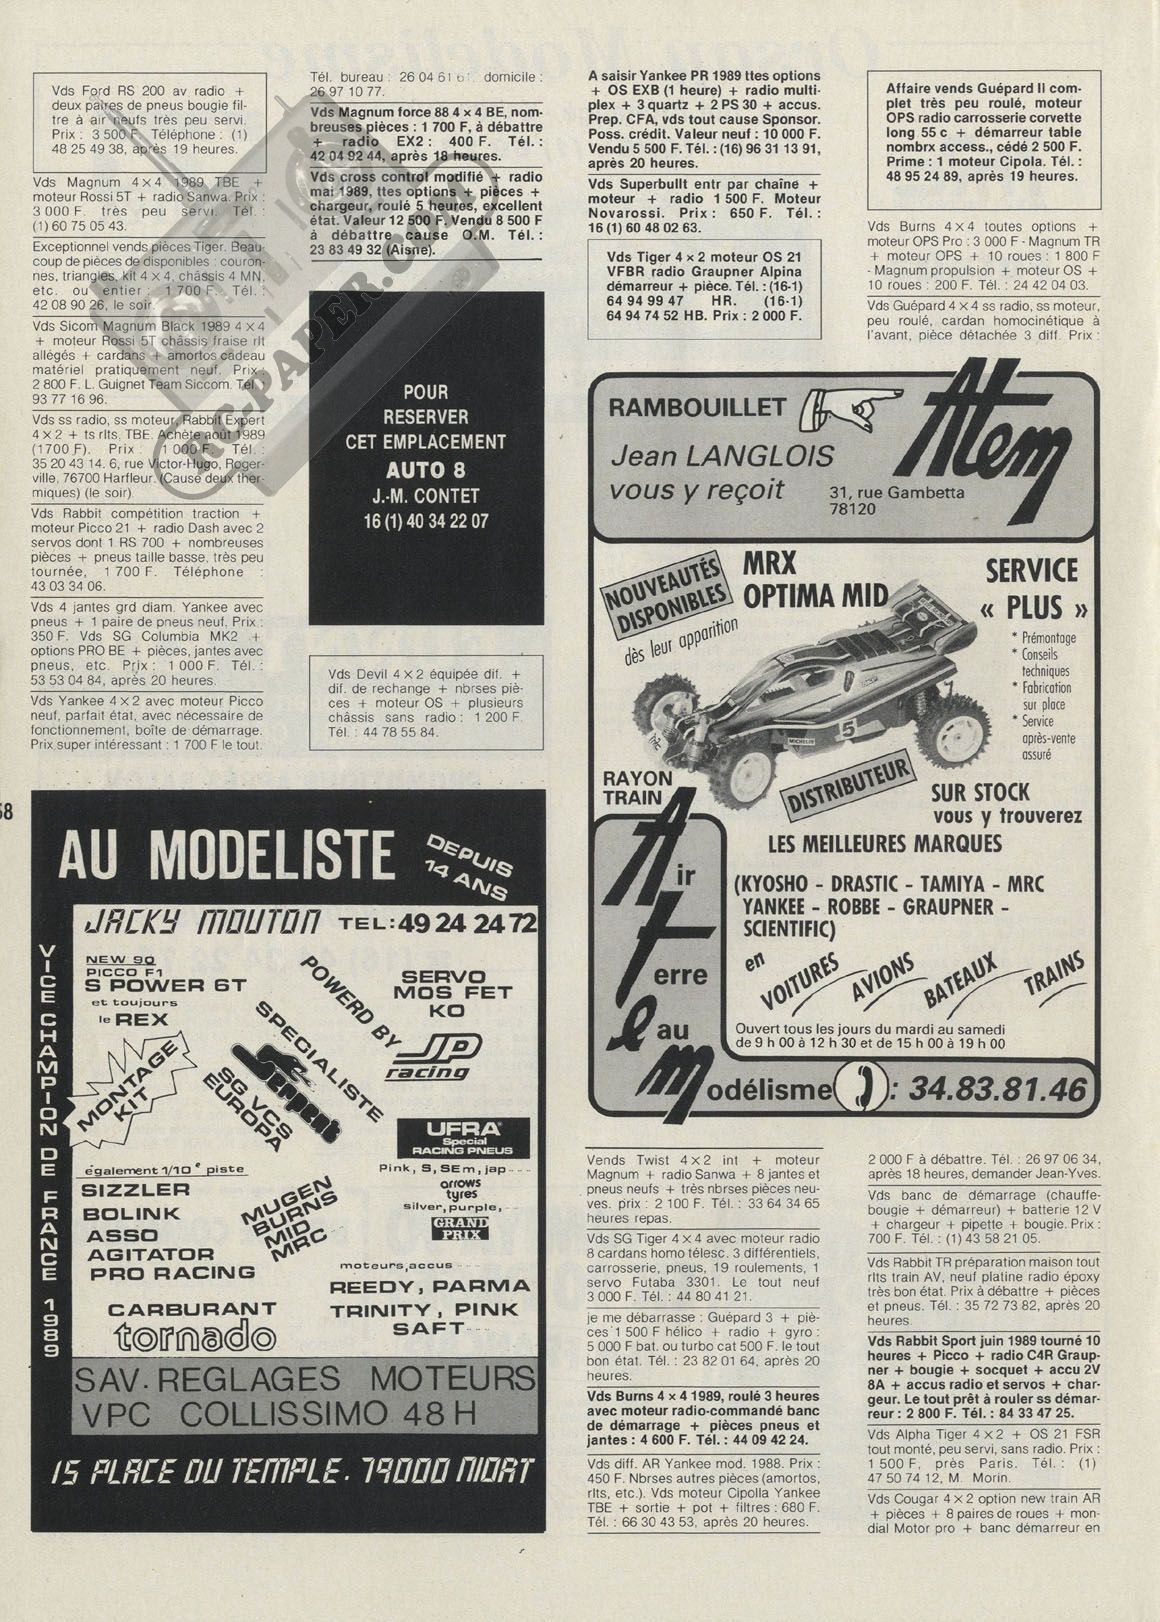 Vds Ford RS 200 av radio +
deux paires de pneus bougie fil-
tre à air neufs très peu servi.
Prix : 3 500 F. Téléphone : (1)
48 25 49 38, après 19 heures.
Vds Magnum 4×4 1989 TBE +
moteur Rossi 5T + radio Sanwa. Prix :
3 000 F. très peu servi. Tél. :
(1) 60 75 05 43.
Exceptionnel vends pièces Tiger. Beau-
coup de pièces de disponibles : couron-
nes, triangles, kit 4 × 4, châssis 4 MN,
etc. ou entier : 1 700 F. Tél. :
42 08 90 26, le soir.
Vds Sicom Magnum Black 1989 4 × 4
+ moteur Rossi 5T châssis fraise rlt
allégés + cardans + amortos cadeau
matériel pratiquement neuf. Prix :
2 800 F. L. Guignet Team Siccom. Tél. :
93 77 16 96.
Vds ss radio, ss moteur, Rabbit Expert
4 × 2 + ts rlts. TBE. Achète août 1989
(1700 F). Prix : 1 000 F. Tél. :
35 20 43 14. 6, rue Victor-Hugo, Roger-
ville, 76700 Harfleur. (Cause deux ther-
miques) (le soir).
Vds Rabbit compétition traction +
moteur Picco 21 + radio Dash avec 2
servos dont 1 RS 700 + nombreuses
pièces + pneus taille basse, très peu
tournée, 1 700 F. Téléphone :
43 03 34 06.
Vds 4 jantes grd diam. Yankee avec
pneus + 1 paire de pneus neuf. Prix :
350 F. Vds SG Columbia MK2 +
options PRO BE + pièces, jantes avec
pneus, etc. Prix : 1 000 F. Tél. :
53 53 04 84, après 20 heures.
Vds Yankee 4×2 avec moteur Picco
neuf, parfait état, avec nécessaire de
fonctionnement, boîte de démarrage.
Prix super intéressant : 1 700 F le tout.
Tél. bureau : 26 04 61 61, domicile :
26 97 10 77.
Vds Magnum force 88 4 × 4 BE, nom-
breuses pièces : 1 700 F, à débattre
+ radio EX2 : 400 F. Tél. :
42 04 92 44, après 18 heures.
Vds cross control modifié + radio
mai 1989, ttes options + pièces +
chargeur, roulé 5 heures, excellent
état. Valeur 12 500 F. Vendu 8 500 F
à débattre cause O.M. Tél. :
23 83 49 32 (Aisne).
RC-PAPER.COM
POUR
RESERVER
CET EMPLACEMENT
AUTO 8
J.-M. CONTET
16 (1) 40 34 22 07
Vds Devil 4 × 2 équipée dif. +
dif. de rechange + nbrses piè-
ces + moteur OS + plusieurs
châssis sans radio : 1 200 F.
Tél. : 44 78 55 84.
58
AU MODELISTE
DEPUIS
14 ANS
JACKY MOUTON TEL:49 24 24 72
VICE CHAMPION DE FRANCE 1989
NEW 90
PICCO F1
S POWER 6T
et toujours
le REX
MONTAGE
KIT
POWERD BY
SERVO
MOS FET
KO
JP
racing
SPECIALISTE
Serpent
SG VCS
EUROPA
UFRA
Special
RACING PNEUS
Pink, S, SEm, jap---
arrows
tyres
silver, purple, --
GRAND
PRIX
également 1/10e piste
SIZZLER
BOLINK
ASSO
AGITATOR
PRO RACING
MUGEN
BURNS
MID
MRC
moteurs, accus ---
REEDY, PARMA
TRINITY, PINK
SAFT---
CARBURANT
tornado
SAV. REGLAGES MOTEURS
VPC COLLISSIMO 48 H
15 PLACE DU TEMPLE. 79000 NIORT
A saisir Yankee PR 1989 ttes options
+ OS EXB (1 heure) + radio multi-
plex + 3 quartz + 2 PS 30 + accus.
Prep. CFA, vds tout cause Sponsor.
Poss. crédit. Valeur neuf : 10 000 F.
Vendu 5 500 F. Tél. : (16) 96 31 13 91,
après 20 heures.
Vds Superbullt entr par chaîne +
moteur + radio 1 500 F. Moteur
Novarossi. Prix : 650 F. Tél. :
16 (1) 60 48 02 63.
Vds Tiger 4 × 2 moteur OS 21
VFBR radio Graupner Alpina
démarreur + pièce. Tél. : (16-1)
64 94 99 47 HR. (16-1)
64 94 74 52 HB. Prix : 2 000 F.
Affaire vends Guépard II com-
plet très peu roulé, moteur
OPS radio carrosserie corvette
long 55 c + démarreur table
nombrx access., cédé 2 500 F.
Prime : 1 moteur Cipola. Tél. :
48 95 24 89, après 19 heures.
Vds Burns 4×4 toutes options +
moteur OPS Pro : 3 000 F - Magnum TR
+ moteur OPS + 10 roues : 1 800 F
- Magnum propulsion + moteur OS +
10 roues : 200 F. Tél. : 24 42 04 03.
Vds Guépard 4 × 4 ss radio, ss moteur,
peu roulé, cardan homocinétique à
l'avant, pièce détachée 3 diff. Prix :
RAMBOUILLET
Jean LANGLOIS
vous y reçoit
Atem
31, rue Gambetta
78120
NOUVEAUTÉS
DISPONIBLES
dès leur apparition
MRX
OPTIMA MID
SERVICE
« PLUS »
* Prémontage
* Conseils
techniques
* Fabrication
sur place
* Service
après-vente
assuré
5
MICHELIN
RAYON
TRAIN
DISTRIBUTEUR
SUR STOCK
vous y trouverez
LES MEILLEURES MARQUES
(KYOSHO - DRASTIC - TAMIYA - MRC
YANKEE - ROBBE - GRAUPNER -
SCIENTIFIC)
en
VOITURES AVIONS BATEAUX TRAINS
Air
Terre
eau
Ouvert tous les jours du mardi au samedi
de 9 h 00 à 12 h 30 et de 15 h 00 à 19 h 00
modélisme : 34.83.81.46
Vends Twist 4×2 int + moteur
Magnum + radio Sanwa + 8 jantes et
pneus neufs + très nbrses pièces neu-
ves. prix : 2 100 F. Tél. : 33 64 34 65
heures repas.
Vds SG Tiger 4×4 avec moteur radio
8 cardans homo télesc. 3 différentiels,
carrosserie, pneus, 19 roulements, 1
servo Futaba 3301. Le tout neuf
3 000 F. Tél. : 44 80 41 21.
je me débarrasse : Guépard 3 + piè-
ces 1 500 F hélico + radio + gyro :
5 000 F bat. ou turbo cat 500 F. le tout
bon état. Tél. : 23 82 01 64, après 20
heures.
Vds Burns 4 × 4 1989, roulé 3 heures
avec moteur radio-commandé banc
de démarrage + pièces pneus et
jantes : 4 600 F. Tél. : 44 09 42 24.
Vds diff. AR Yankee mod. 1988. Prix :
450 F. Nbrses autres pièces (amortos,
rlts, etc.). Vds moteur Cipolla Yankee
TBE + sortie + pot + filtres : 680 F.
Tél. : 66 30 43 53, après 20 heures.
2 000 F à débattre. Tél. : 26 97 06 34,
après 18 heures, demander Jean-Yves.
Vds banc de démarrage (chauffe-
bougie + démarreur) + batterie 12 V
+ chargeur + pipette + bougie. Prix :
700 F. Tél. : (1) 43 58 21 05.
Vds Rabbit TR préparation maison tout
rlts train AV, neuf platine radio époxy
très bon état. Prix à débattre + pièces
et pneus. Tél. : 35 72 73 82, après 20
heures.
Vds Rabbit Sport juin 1989 tourné 10
heures + Picco + radio C4R Graup-
ner + bougie + socquet + accu 2V
8A + accus radio et servos + char-
geur. Le tout prêt à rouler ss démar-
reur : 2 800 F. Tél. : 84 33 47 25.
Vds Alpha Tiger 4×2 + OS 21 FSR
tout monté, peu servi, sans radio. Prix :
1 500 F, près Paris. Tél. : (1)
47 50 74 12, M. Morin.
Vds Cougar 4×2 option new train AR
+ pièces + 8 paires de roues + mon-
dial Motor pro + banc démarreur en